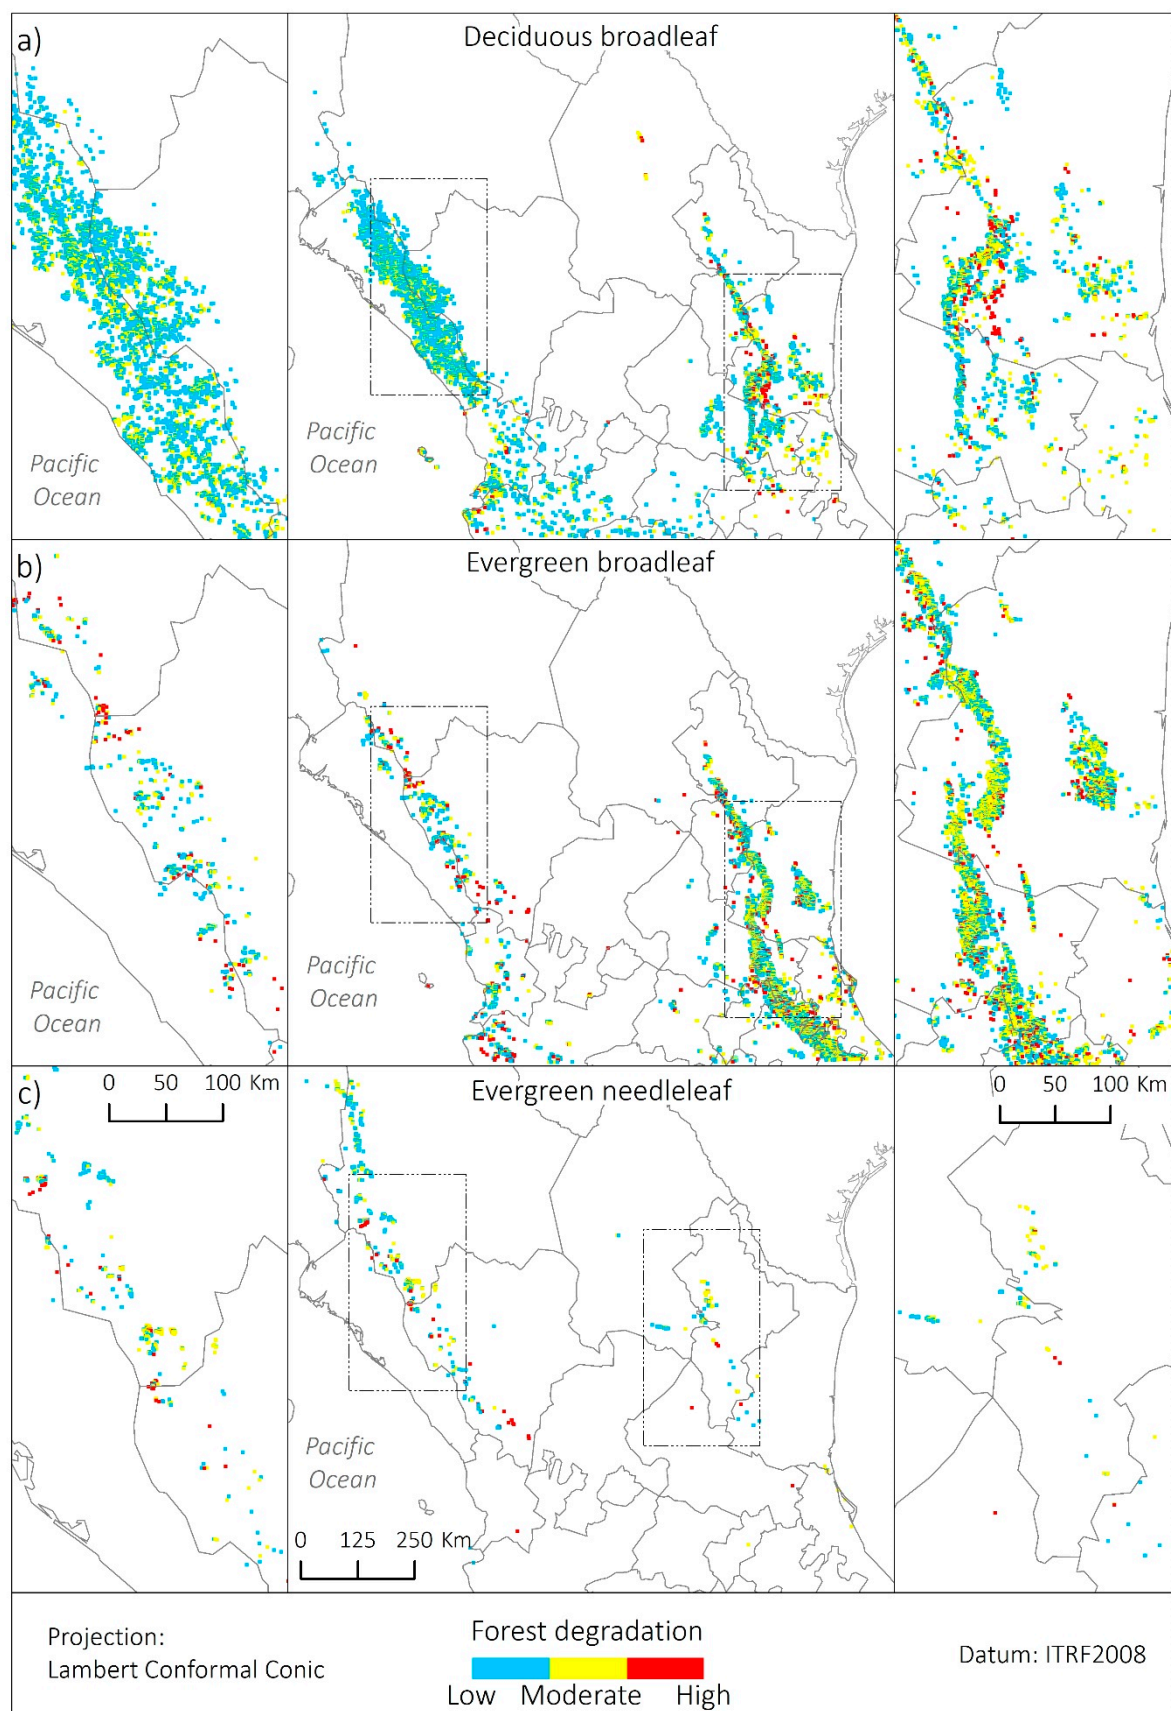 a)
Deciduous broadleaf
Pacific
Ocean
Pacific
Ocean
b)
Evergreen broadleaf
Pacific
Ocean
Pacific
Ocean
c)
0 50 100 Km
Evergreen needleleaf
0 50 100 Km
Pacific
Ocean
0 125 250 Km
Projection:
Lambert Conformal Conic
Forest degradation
Low Moderate High
Datum: ITRF2008